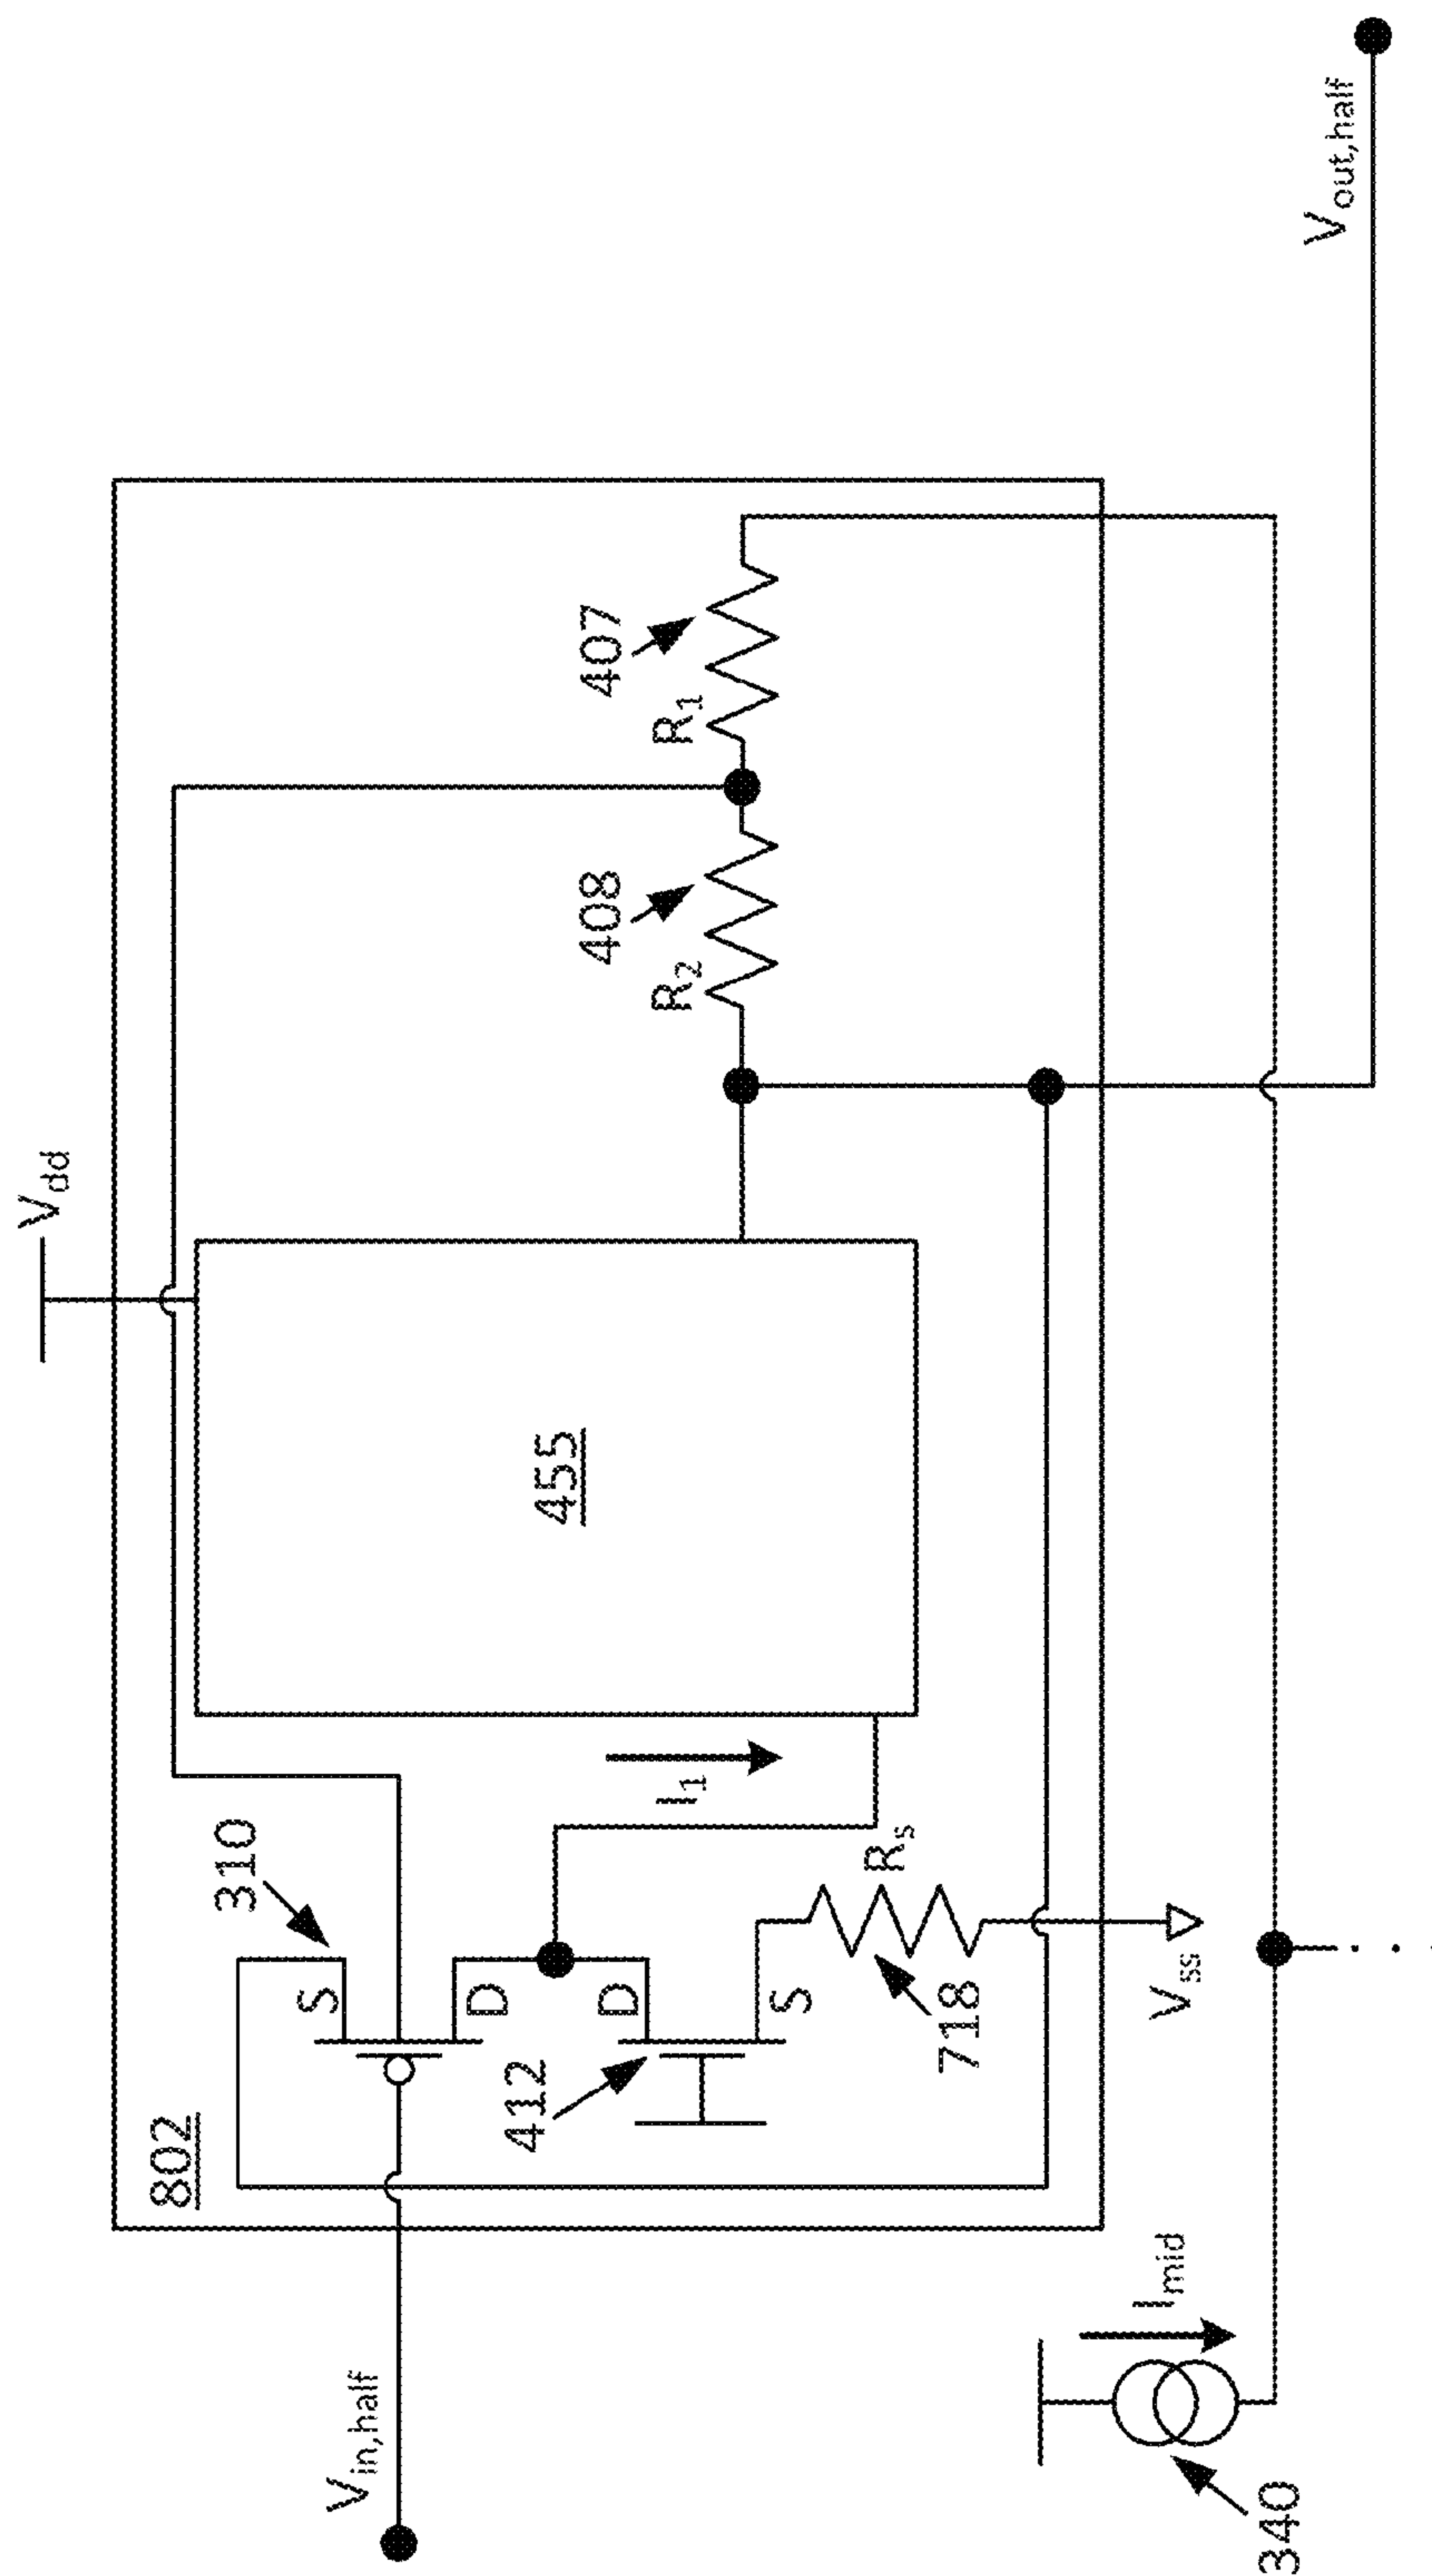 V_dd
802
310
S
D
412
D
S
455
I_1
R_s
718
V_ss
408
R_2
407
R_1
V_in,half
V_out,half
I_mid
340